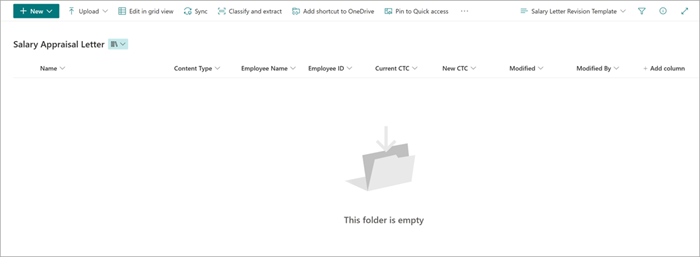 + New Upload Edit in grid view Sync Classify and extract Add shortcut to OneDrive Pin to Quick access ... Salary Letter Revision Template
Salary Appraisal Letter
Name Content Type Employee Name Employee ID Current CTC New CTC Modified Modified By + Add column
This folder is empty